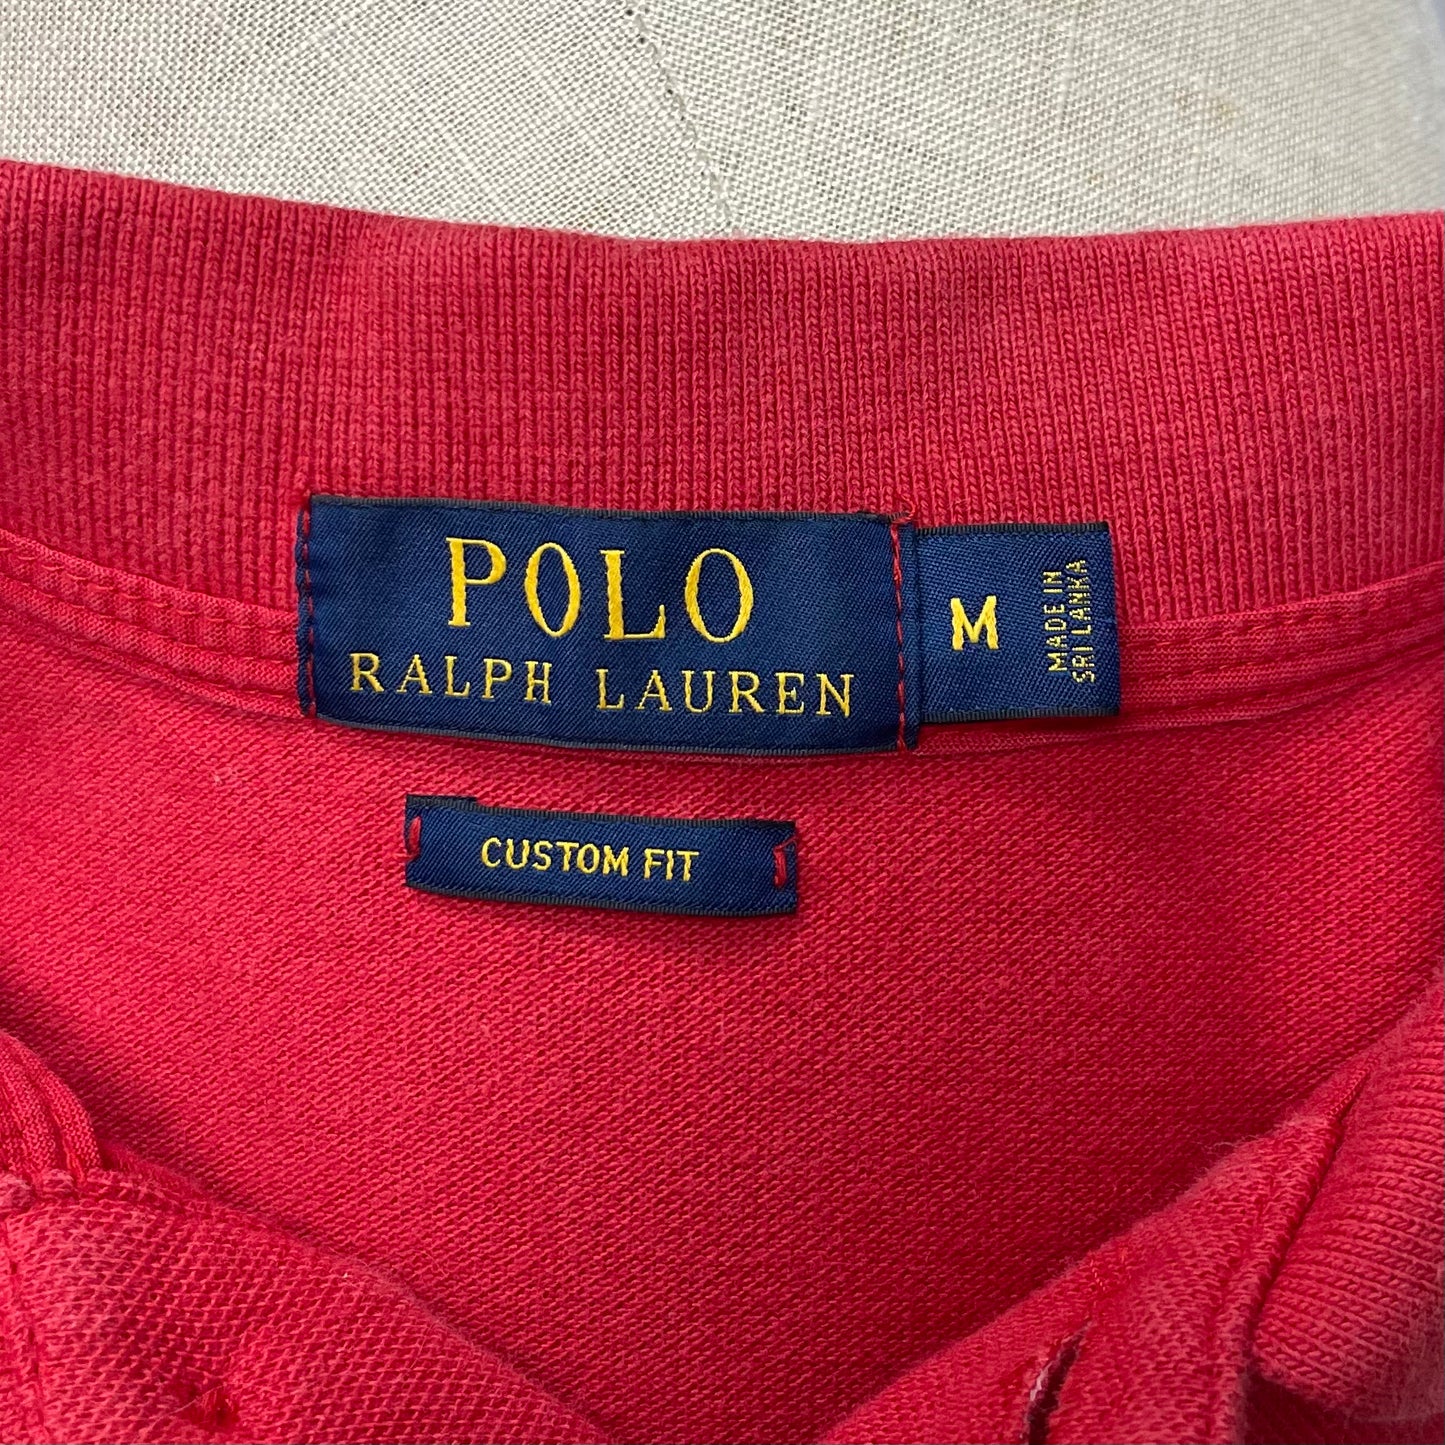 POLO
RALPH LAUREN
M
MADE IN
SRI LANKA
CUSTOM FIT